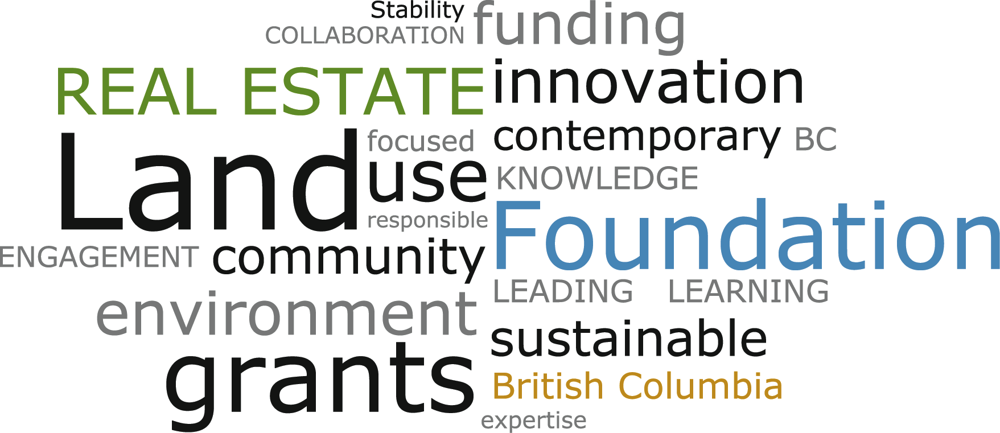 Stability
COLLABORATION
funding
REAL ESTATE
innovation
Land
focused
use
responsible
contemporary
BC
KNOWLEDGE
Foundation
ENGAGEMENT
community
LEADING
LEARNING
environment
sustainable
grants
British Columbia
expertise